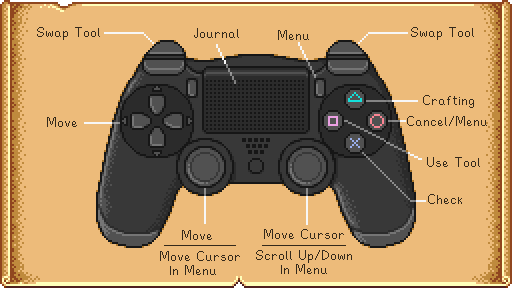 Swap Tool
Journal
Menu
Swap Tool
Crafting
Move
Cancel/Menu
Use Tool
Check
Move
Move Cursor
In Menu
Move Cursor
Scroll Up/Down
In Menu